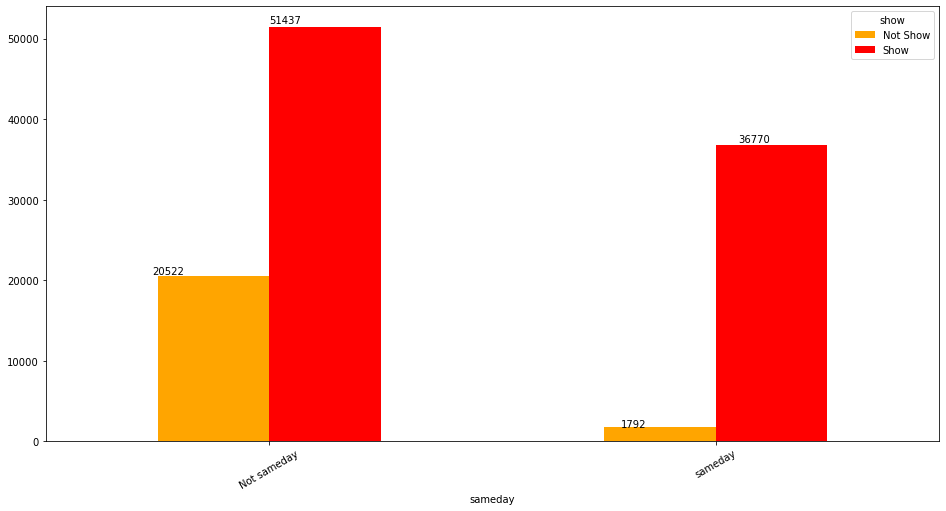 51437
show
Not Show
Show
50000
40000
36770
30000
20522
20000
10000
1792
0
Not sameday
sameday
sameday